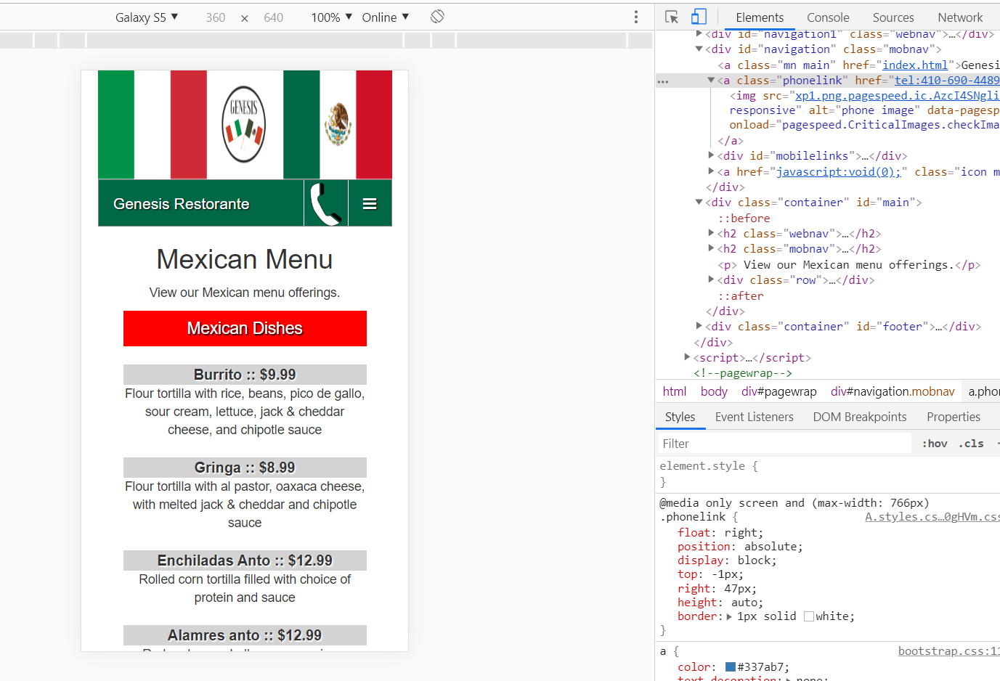 Galaxy S5 ▼ 360 × 640 100% ▼ Online ▼
GENESIS
Genesis Restorante
Mexican Menu
View our Mexican menu offerings.
Mexican Dishes
Burrito :: $9.99
Flour tortilla with rice, beans, pico de gallo,
sour cream, lettuce, jack & cheddar
cheese, and chipotle sauce
Gringa :: $8.99
Flour tortilla with al pastor, oaxaca cheese,
with melted jack & cheddar and chipotle
sauce
Enchiladas Anto :: $12.99
Rolled corn tortilla filled with choice of
protein and sauce
Alamres anto :: $12.99
Elements Console Sources Network
<div id="navigation1" class="webnav">…</div>
<div id="navigation" class="mobnav">
<a class="mn main" href="index.html">Genesi
<a class="phonelink" href="tel:410-690-4489
<img src="xp1.png.pagespeed.ic.AzcI4SNgli
responsive" alt="phone image" data-pagesp
onload="pagespeed.CriticalImages.checkIma
</a>
<div id="mobilelinks">…</div>
<a href="javascript:void(0);" class="icon m
</div>
<div class="container" id="main">
::before
<h2 class="webnav">…</h2>
<h2 class="mobnav">…</h2>
<p> View our Mexican menu offerings.</p>
<div class="row">…</div>
::after
</div>
<div class="container" id="footer">…</div>
</div>
<script>…</script>
<!--pagewrap-->
html body div#pagewrap div#navigation.mobnav a.phon
Styles Event Listeners DOM Breakpoints Properties
Filter :hov .cls
element.style {
}
@media only screen and (max-width: 766px)
.phonelink { A.styles.cs…0gHVm.css
float: right;
position: absolute;
display: block;
top: -1px;
right: 47px;
height: auto;
border: 1px solid white;
}
a { bootstrap.css:11
color: #337ab7;
text-decoration: none;